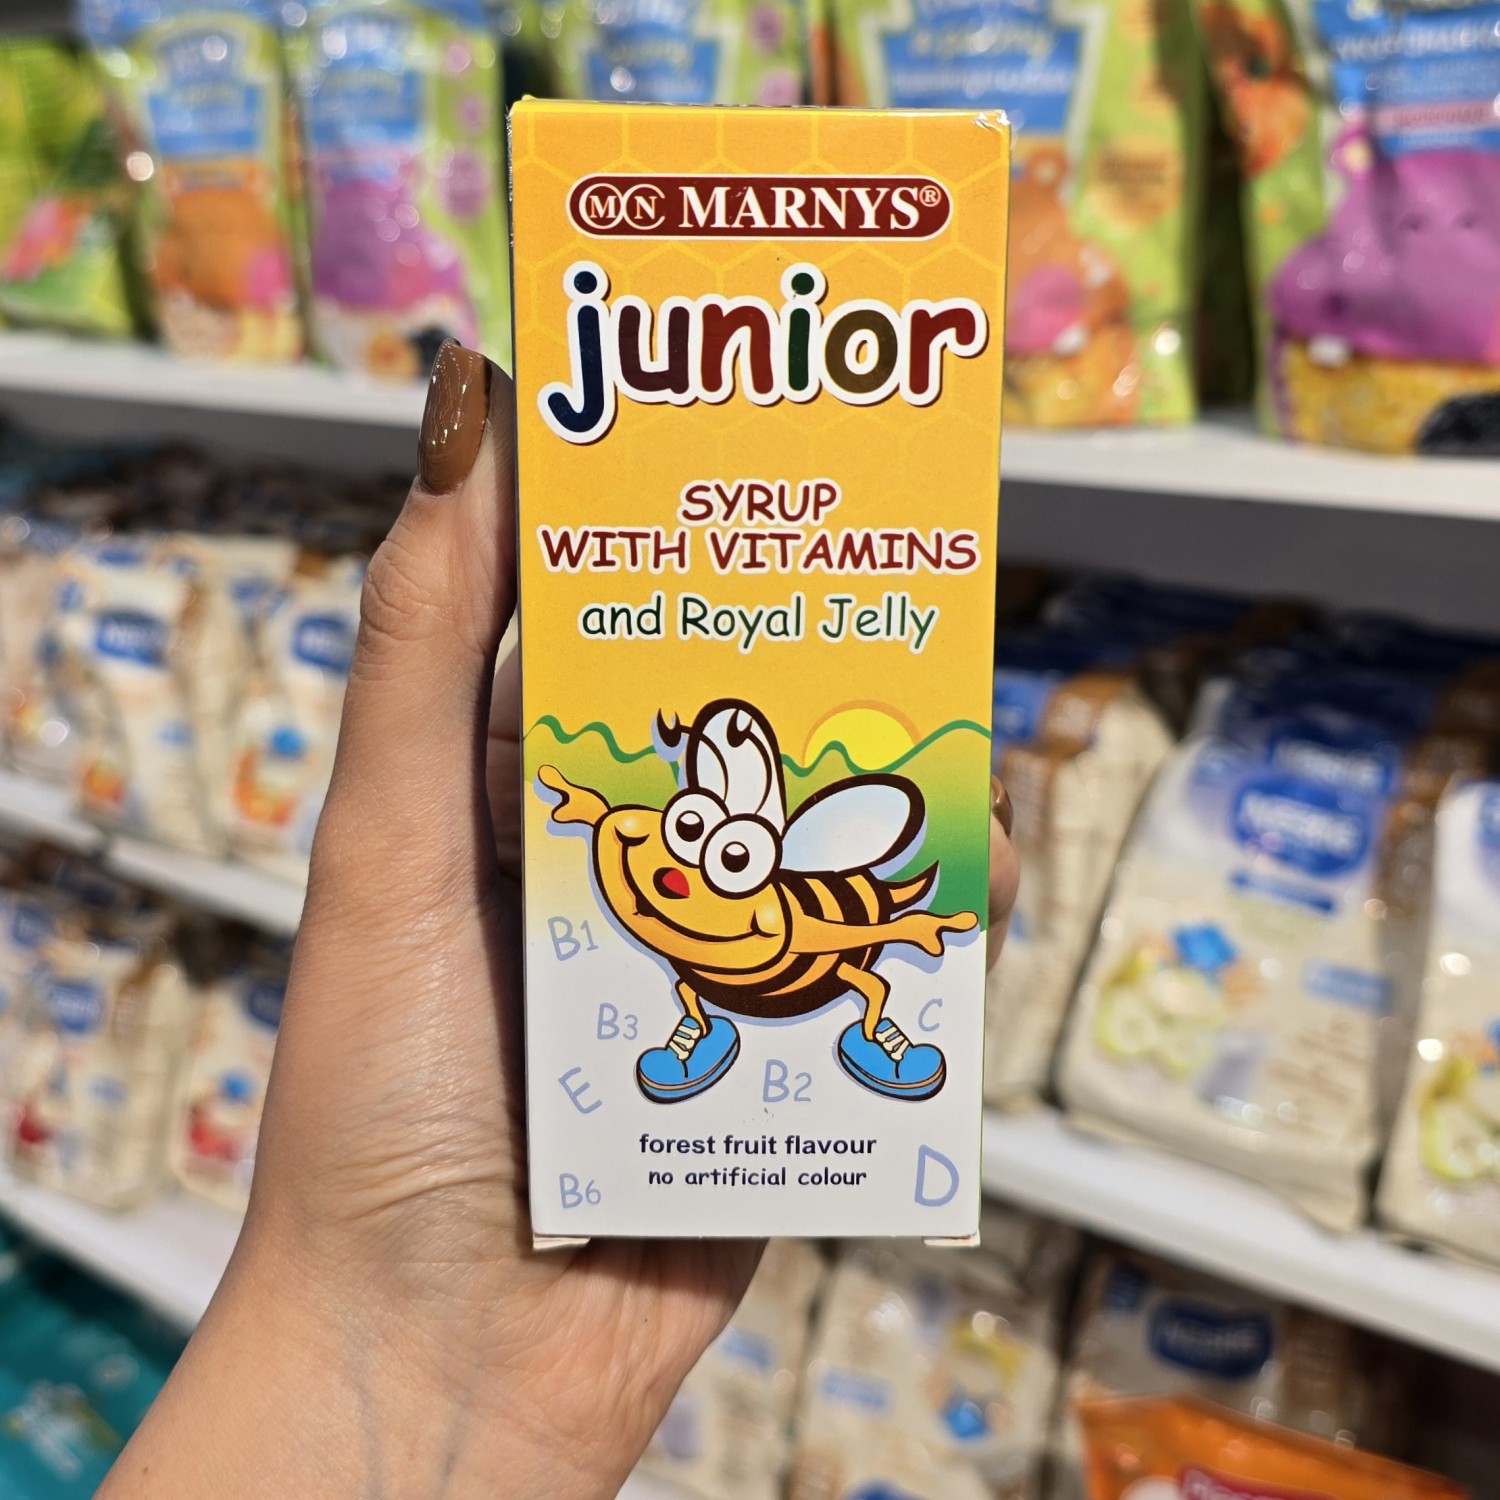 MN MARNYS®
junior
SYRUP
WITH VITAMINS
and Royal Jelly
B1
B3
C
E
B2
forest fruit flavour
no artificial colour
B6
D